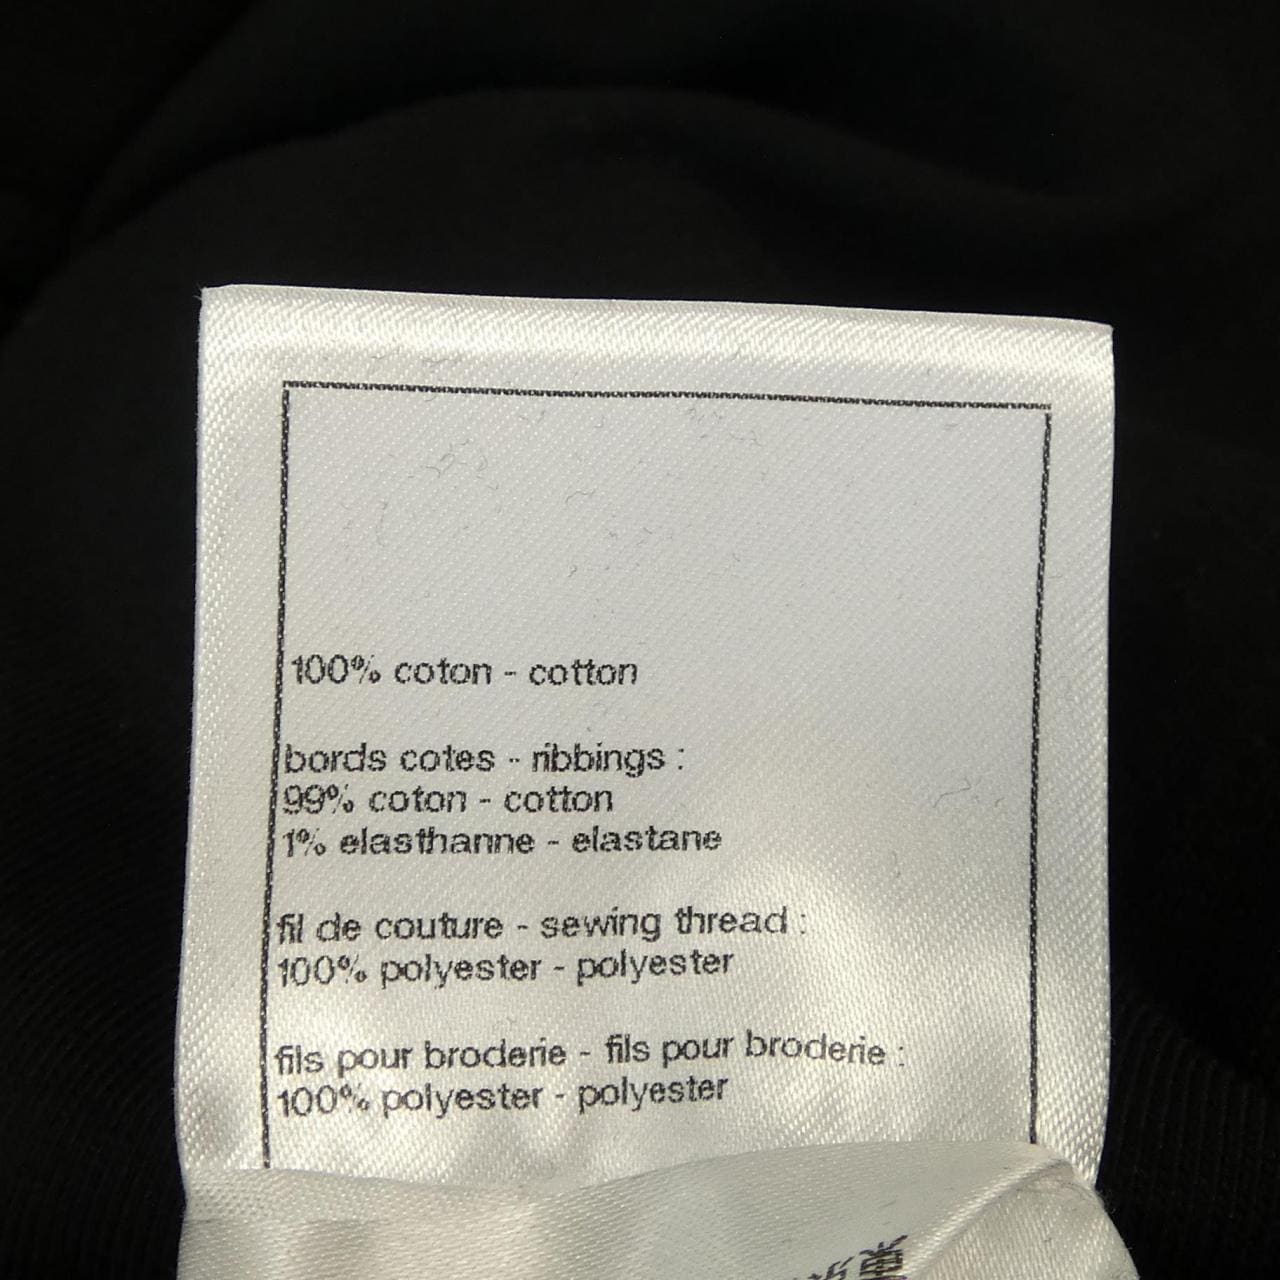 100% coton - cotton
bords cotes - ribbings :
99% coton - cotton
1% elasthanne - elastane
fil de couture - sewing thread :
100% polyester - polyester
fils pour broderie - fils pour broderie :
100% polyester - polyester